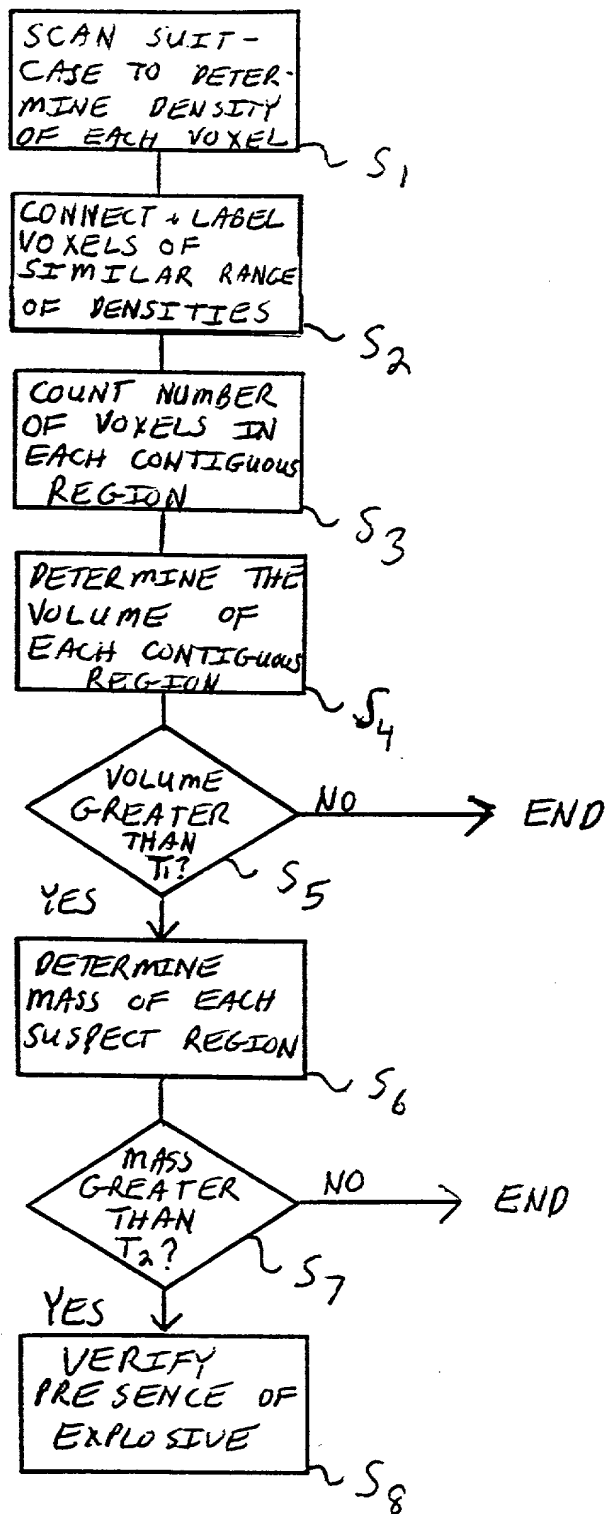 SCAN SUIT-
CASE TO DETER-
MINE DENSITY
OF EACH VOXEL
S1
CONNECT + LABEL
VOXELS OF
SIMILAR RANGE
OF DENSITIES
S2
COUNT NUMBER
OF VOXELS IN
EACH CONTIGUOUS
REGION
S3
DETERMINE THE
VOLUME OF
EACH CONTIGUOUS
REGION
S4
VOLUME
GREATER
THAN
T1?
S5
NO
END
YES
DETERMINE
MASS OF EACH
SUSPECT REGION
S6
MASS
GREATER
THAN
T2?
S7
NO
END
YES
VERIFY
PRESENCE OF
EXPLOSIVE
S8